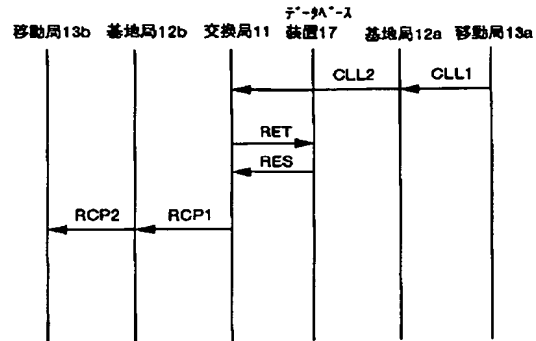 データベース
移動局13b 基地局12b 交換局11 装置17 基地局12a 移動局13a
CLL2 CLL1
RET
RES
RCP2 RCP1